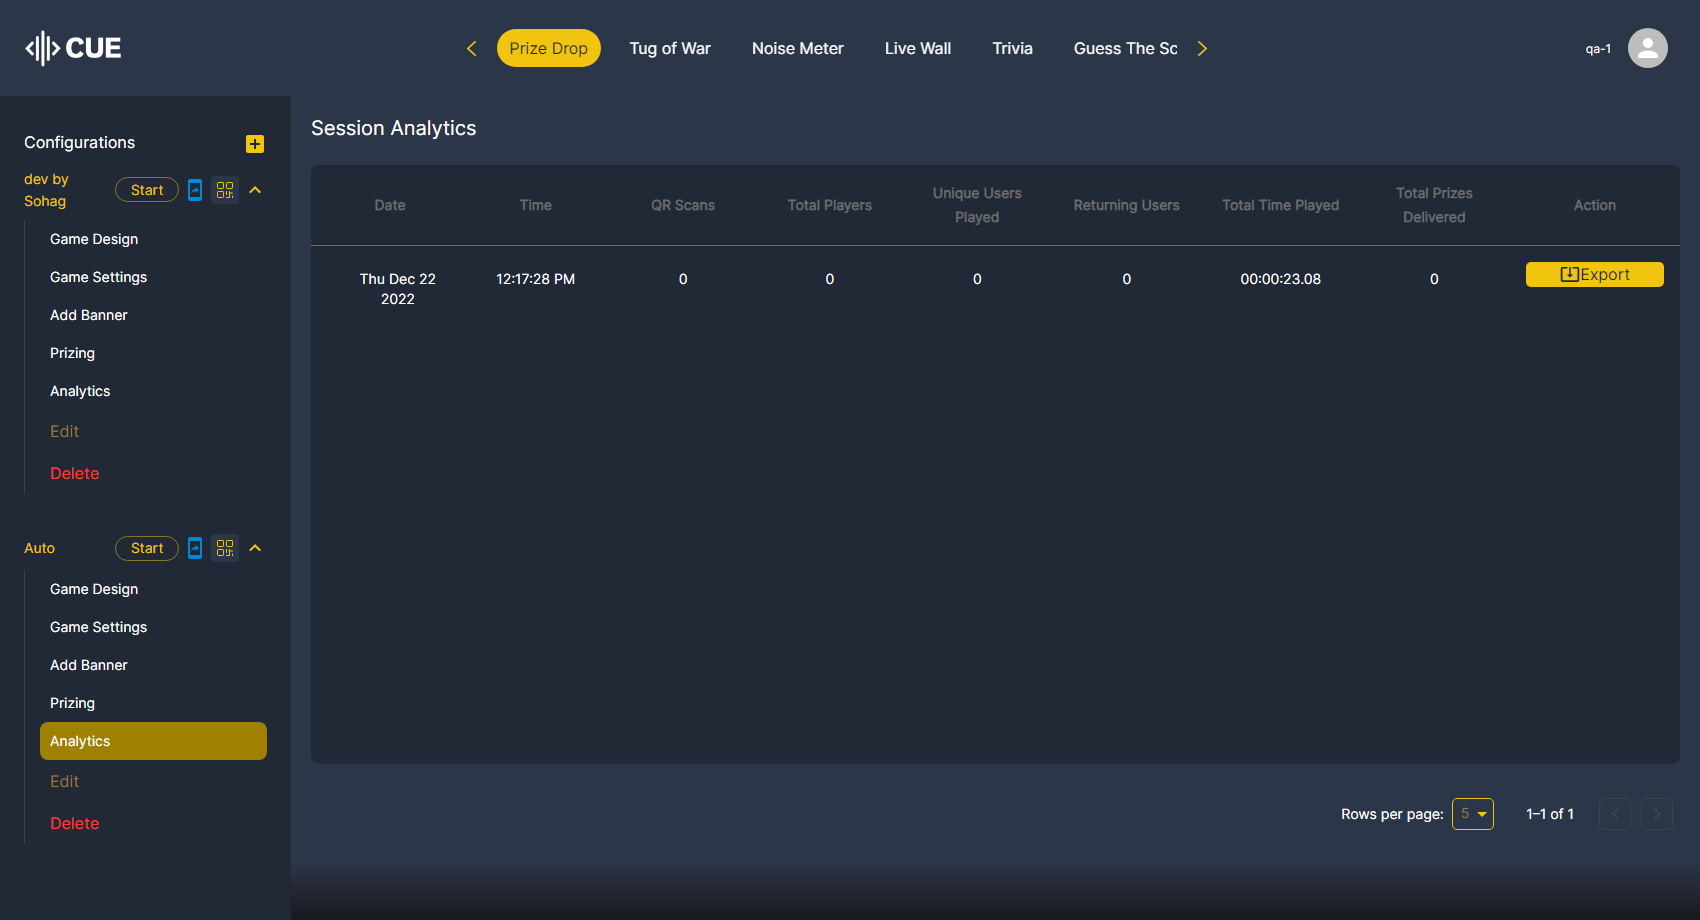 CUE
Prize Drop
Tug of War
Noise Meter
Live Wall
Trivia
Guess The Sc
qa-1
Configurations
dev by
Sohag
Start
Game Design
Game Settings
Add Banner
Prizing
Analytics
Edit
Delete
Auto
Start
Game Design
Game Settings
Add Banner
Prizing
Analytics
Edit
Delete
Session Analytics
Date
Time
QR Scans
Total Players
Unique Users
Played
Returning Users
Total Time Played
Total Prizes
Delivered
Action
Thu Dec 22
2022
12:17:28 PM
0
0
0
0
00:00:23.08
0
Export
Rows per page:
5
1–1 of 1